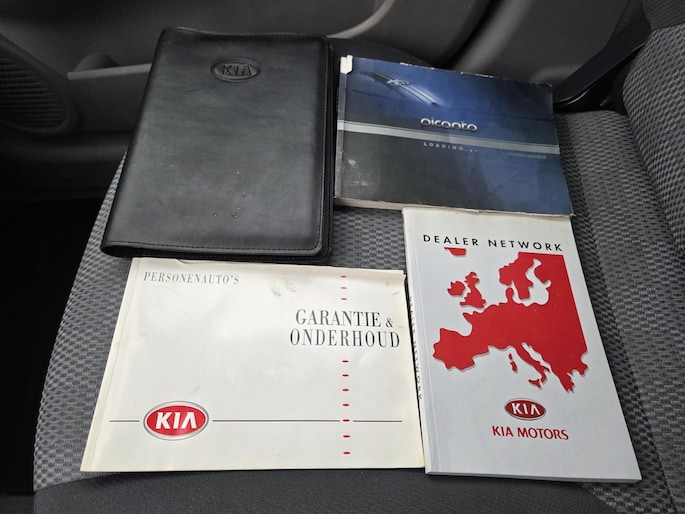 KIA
picanto
LOADING...
PERSONENAUTO'S
GARANTIE &
ONDERHOUD
KIA
DEALER NETWORK
KIA
KIA MOTORS